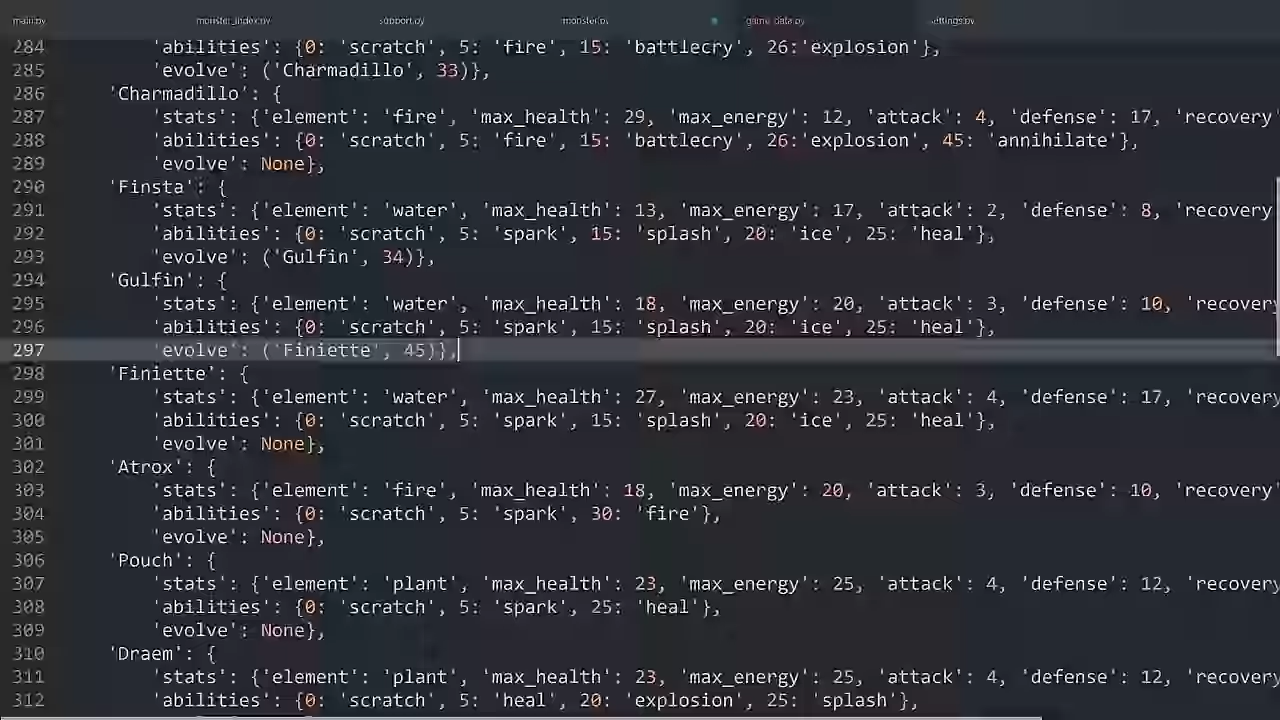 main.py monster_index.py support.py monster.py game_data.py settings.py
284 'abilities': {0: 'scratch', 5: 'fire', 15: 'battlecry', 26:'explosion'},
285 'evolve': ('Charmadillo', 33)},
286 'Charmadillo': {
287 'stats': {'element': 'fire', 'max_health': 29, 'max_energy': 12, 'attack': 4, 'defense': 17, 'recovery'
288 'abilities': {0: 'scratch', 5: 'fire', 15: 'battlecry', 26:'explosion', 45: 'annihilate'},
289 'evolve': None},
290 'Finsta': {
291 'stats': {'element': 'water', 'max_health': 13, 'max_energy': 17, 'attack': 2, 'defense': 8, 'recovery
292 'abilities': {0: 'scratch', 5: 'spark', 15: 'splash', 20: 'ice', 25: 'heal'},
293 'evolve': ('Gulfin', 34)},
294 'Gulfin': {
295 'stats': {'element': 'water', 'max_health': 18, 'max_energy': 20, 'attack': 3, 'defense': 10, 'recovery
296 'abilities': {0: 'scratch', 5: 'spark', 15: 'splash', 20: 'ice', 25: 'heal'},
297 'evolve': ('Finiette', 45)},
298 'Finiette': {
299 'stats': {'element': 'water', 'max_health': 27, 'max_energy': 23, 'attack': 4, 'defense': 17, 'recovery
300 'abilities': {0: 'scratch', 5: 'spark', 15: 'splash', 20: 'ice', 25: 'heal'},
301 'evolve': None},
302 'Atrox': {
303 'stats': {'element': 'fire', 'max_health': 18, 'max_energy': 20, 'attack': 3, 'defense': 10, 'recovery'
304 'abilities': {0: 'scratch', 5: 'spark', 30: 'fire'},
305 'evolve': None},
306 'Pouch': {
307 'stats': {'element': 'plant', 'max_health': 23, 'max_energy': 25, 'attack': 4, 'defense': 12, 'recovery
308 'abilities': {0: 'scratch', 5: 'spark', 25: 'heal'},
309 'evolve': None},
310 'Draem': {
311 'stats': {'element': 'plant', 'max_health': 23, 'max_energy': 25, 'attack': 4, 'defense': 12, 'recovery
312 'abilities': {0: 'scratch', 5: 'heal', 20: 'explosion', 25: 'splash'},